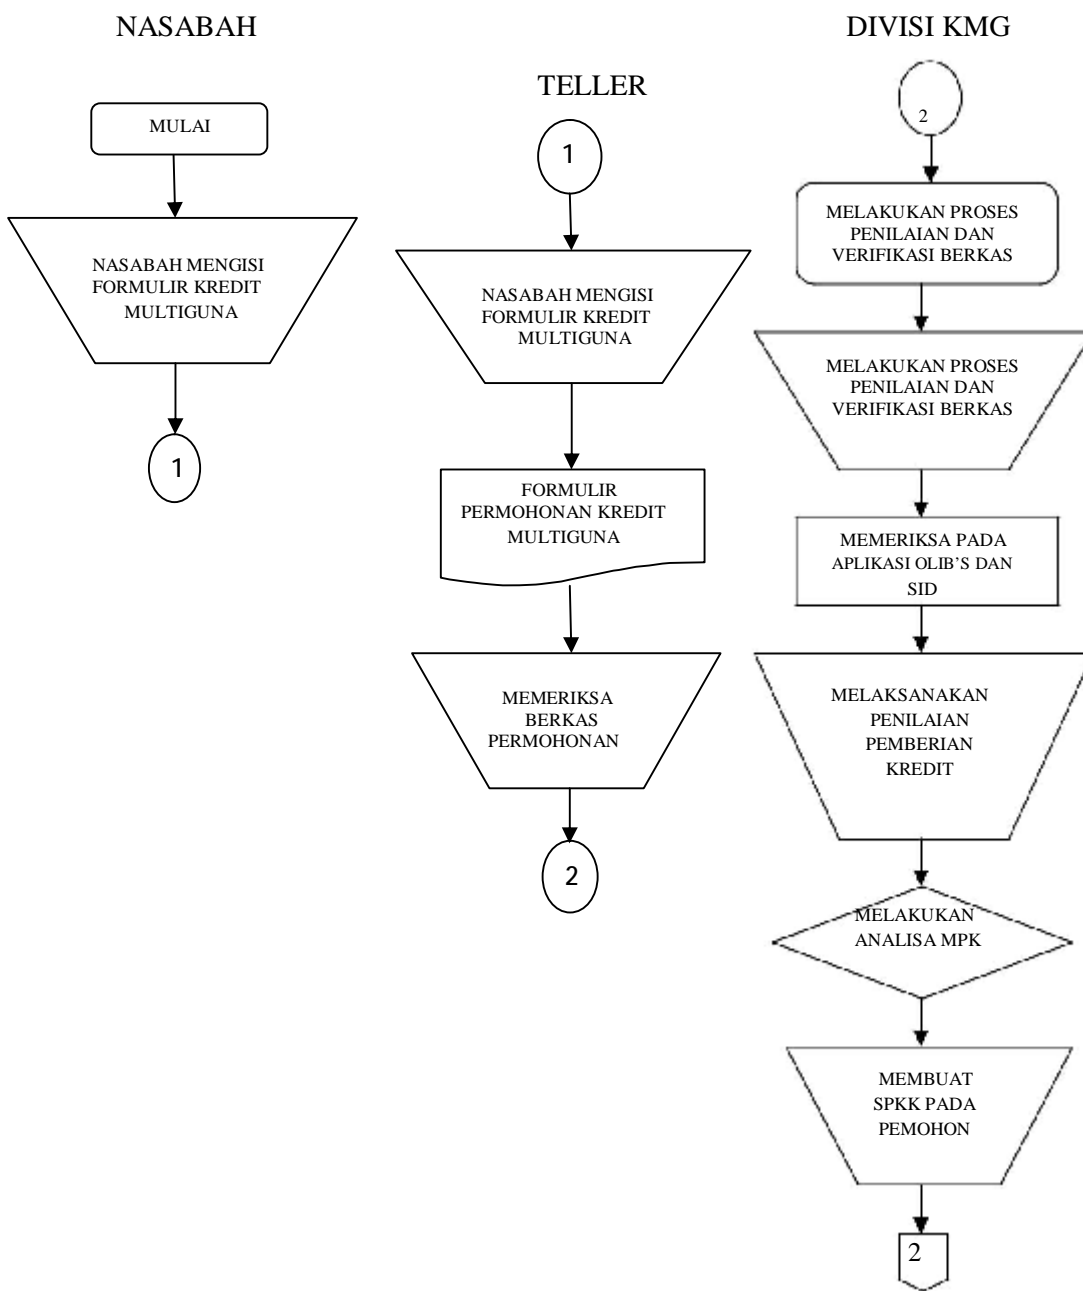 NASABAH
MULAI
NASABAH MENGISI
FORMULIR KREDIT
MULTIGUNA
1
TELLER
1
NASABAH MENGISI
FORMULIR KREDIT
MULTIGUNA
FORMULIR
PERMOHONAN KREDIT
MULTIGUNA
MEMERIKSA
BERKAS
PERMOHONAN
2
DIVISI KMG
2
MELAKUKAN PROSES
PENILAIAN DAN
VERIFIKASI BERKAS
MELAKUKAN PROSES
PENILAIAN DAN
VERIFIKASI BERKAS
MEMERIKSA PADA
APLIKASI OLIB'S DAN
SID
MELAKSANAKAN
PENILAIAN
PEMBERIAN
KREDIT
MELAKUKAN
ANALISA MPK
MEMBUAT
SPKK PADA
PEMOHON
2